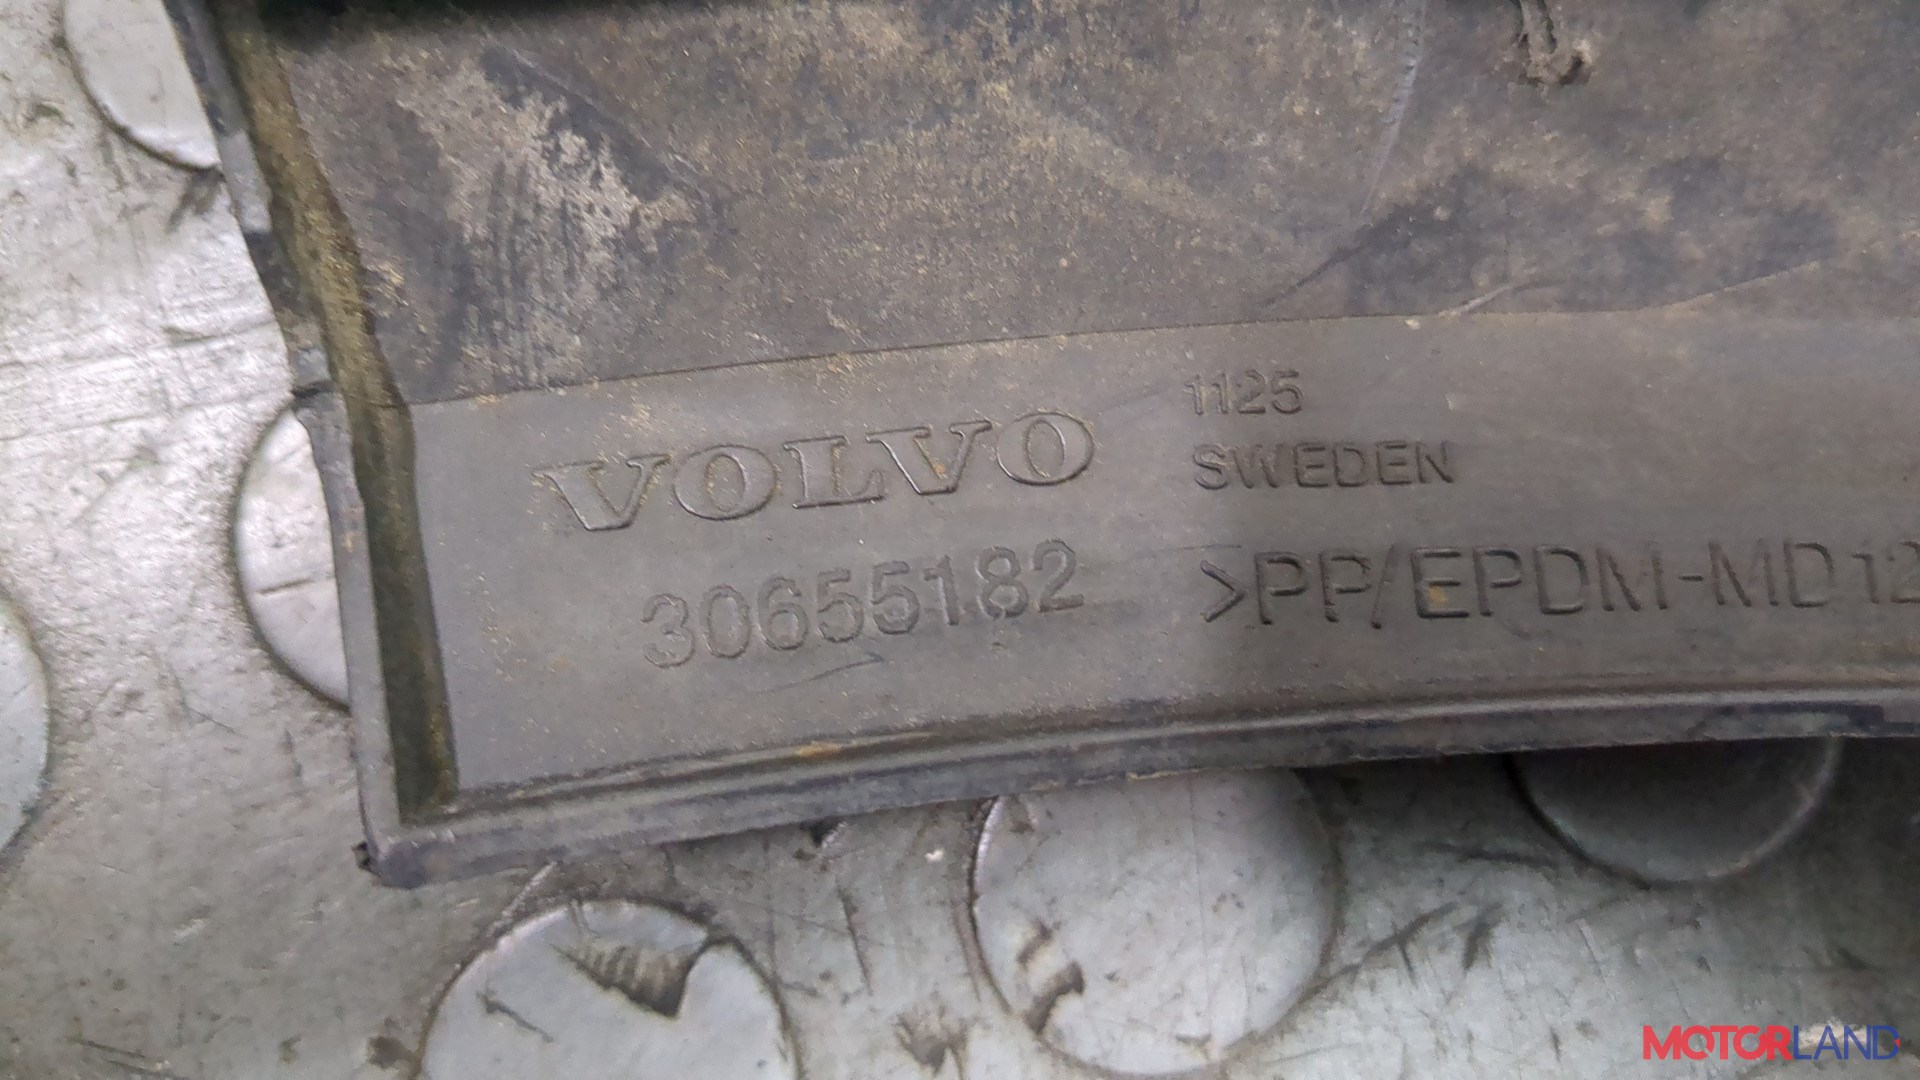 VOLVO
30655182
1125
SWEDEN
>PP/EPDM-MD12
MOTORLAND